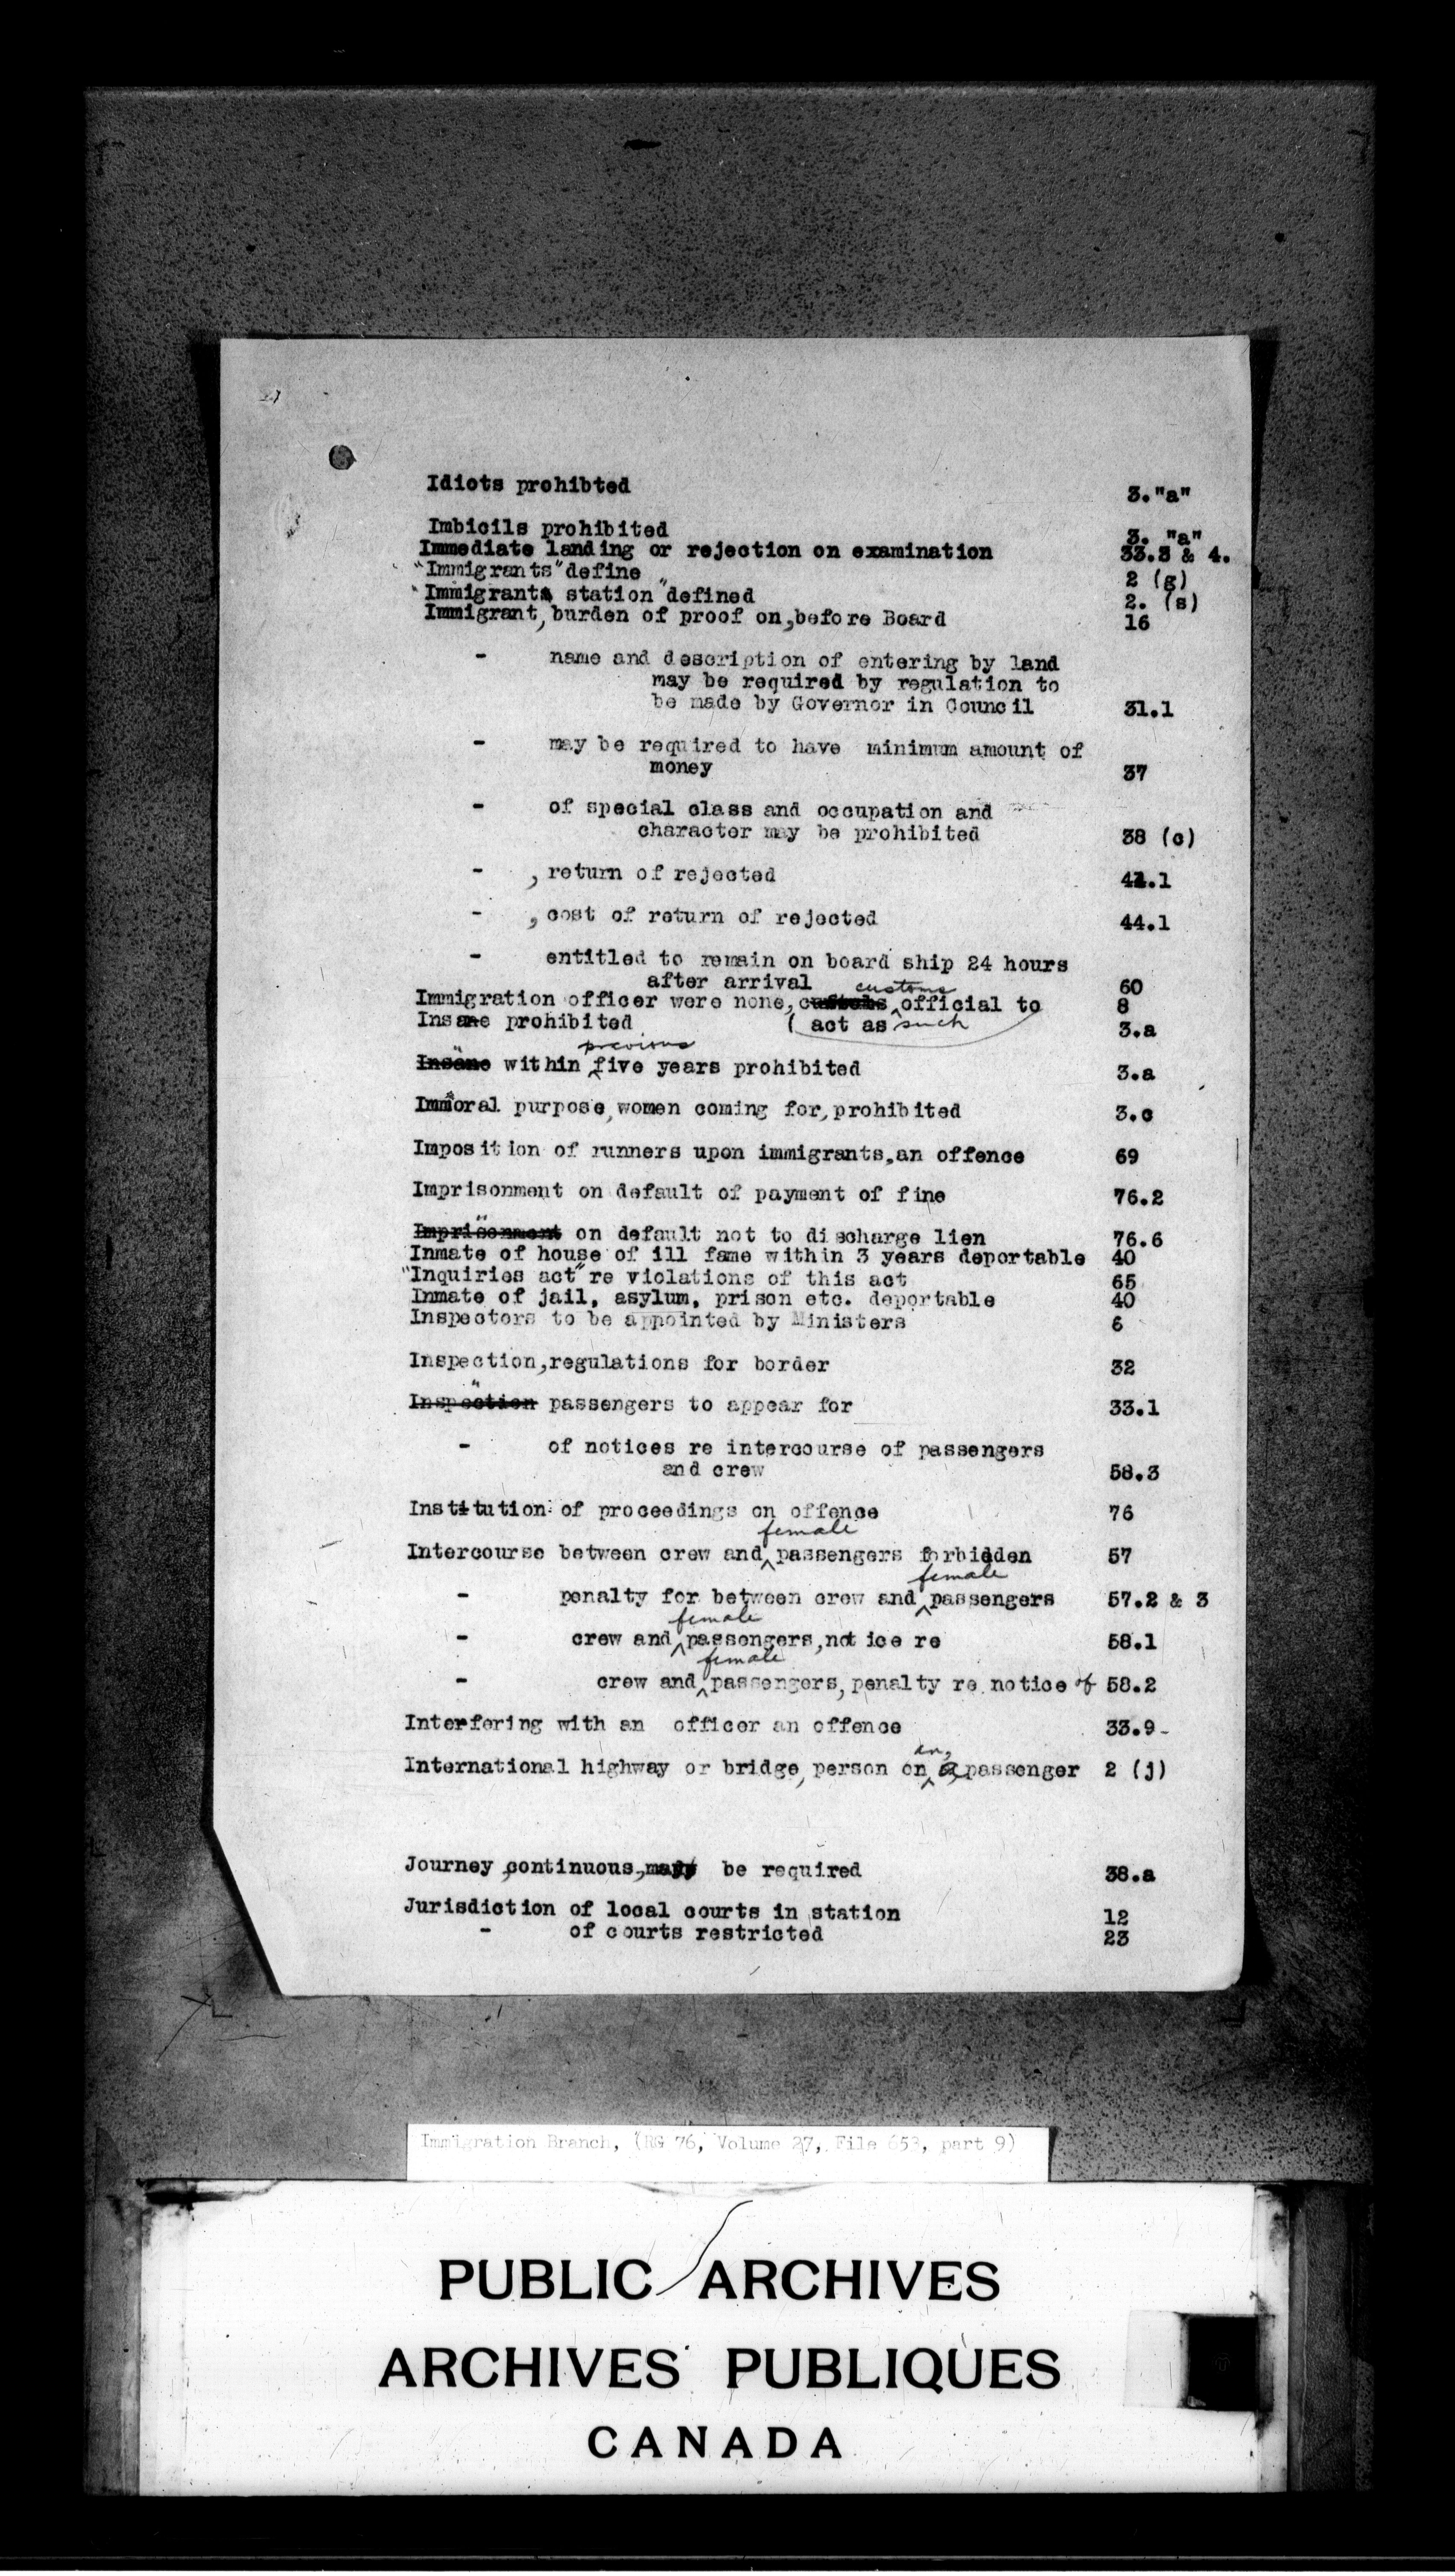 Idiots prohibted 3."a"
Imbicils prohibited 3. "a"
Immediate landing or rejection on examination 33.3 & 4.
"Immigrants" define 2 (g)
"Immigrant station" defined 2. (s)
Immigrant, burden of proof on, before Board 16
- name and description of entering by land
may be required by regulation to
be made by Governor in Council 31.1
- may be required to have minimum amount of
money 37
- of special class and occupation and
character may be prohibited 38 (c)
- , return of rejected
- , cost of return of rejected 44.1
- entitled to remain on board ship 24 hours
after arrival 60
customs
Immigration officer were none, official to 8
Insane prohibited (act as such 3.a
previous
Insane " within five years prohibited 3.a
Immoral purpose, women coming for, prohibited 3.c
Imposition of runners upon immigrants, an offence 69
Imprisonment on default of payment of fine 76.2
Imprisonment " on default not to discharge lien 76.6
Inmate of house of ill fame within 3 years deportable 40
"Inquiries act" re violations of this act 65
Inmate of jail, asylum, prison etc. deportable 40
Inspectors to be appointed by Ministers 6
Inspection, regulations for border 32
Inspection " passengers to appear for 33.1
- of notices re intercourse of passengers
and crew 58.3
Institution of proceedings on offence 76
female
Intercourse between crew and passengers forbidden 57
female
- penalty for between crew and passengers 57.2 & 3
female
- crew and passengers, notice re 58.1
female
- crew and passengers, penalty re notice of 58.2
Interfering with an officer an offence 33.9
International highway or bridge, person on, a passenger 2 (j)
Journey, continuous, may be required 38.a
Jurisdiction of local courts in station 12
- of courts restricted 23
Immigration Branch, (RG 76, Volume 27, File 653, part 9)
PUBLIC ARCHIVES
ARCHIVES PUBLIQUES
CANADA